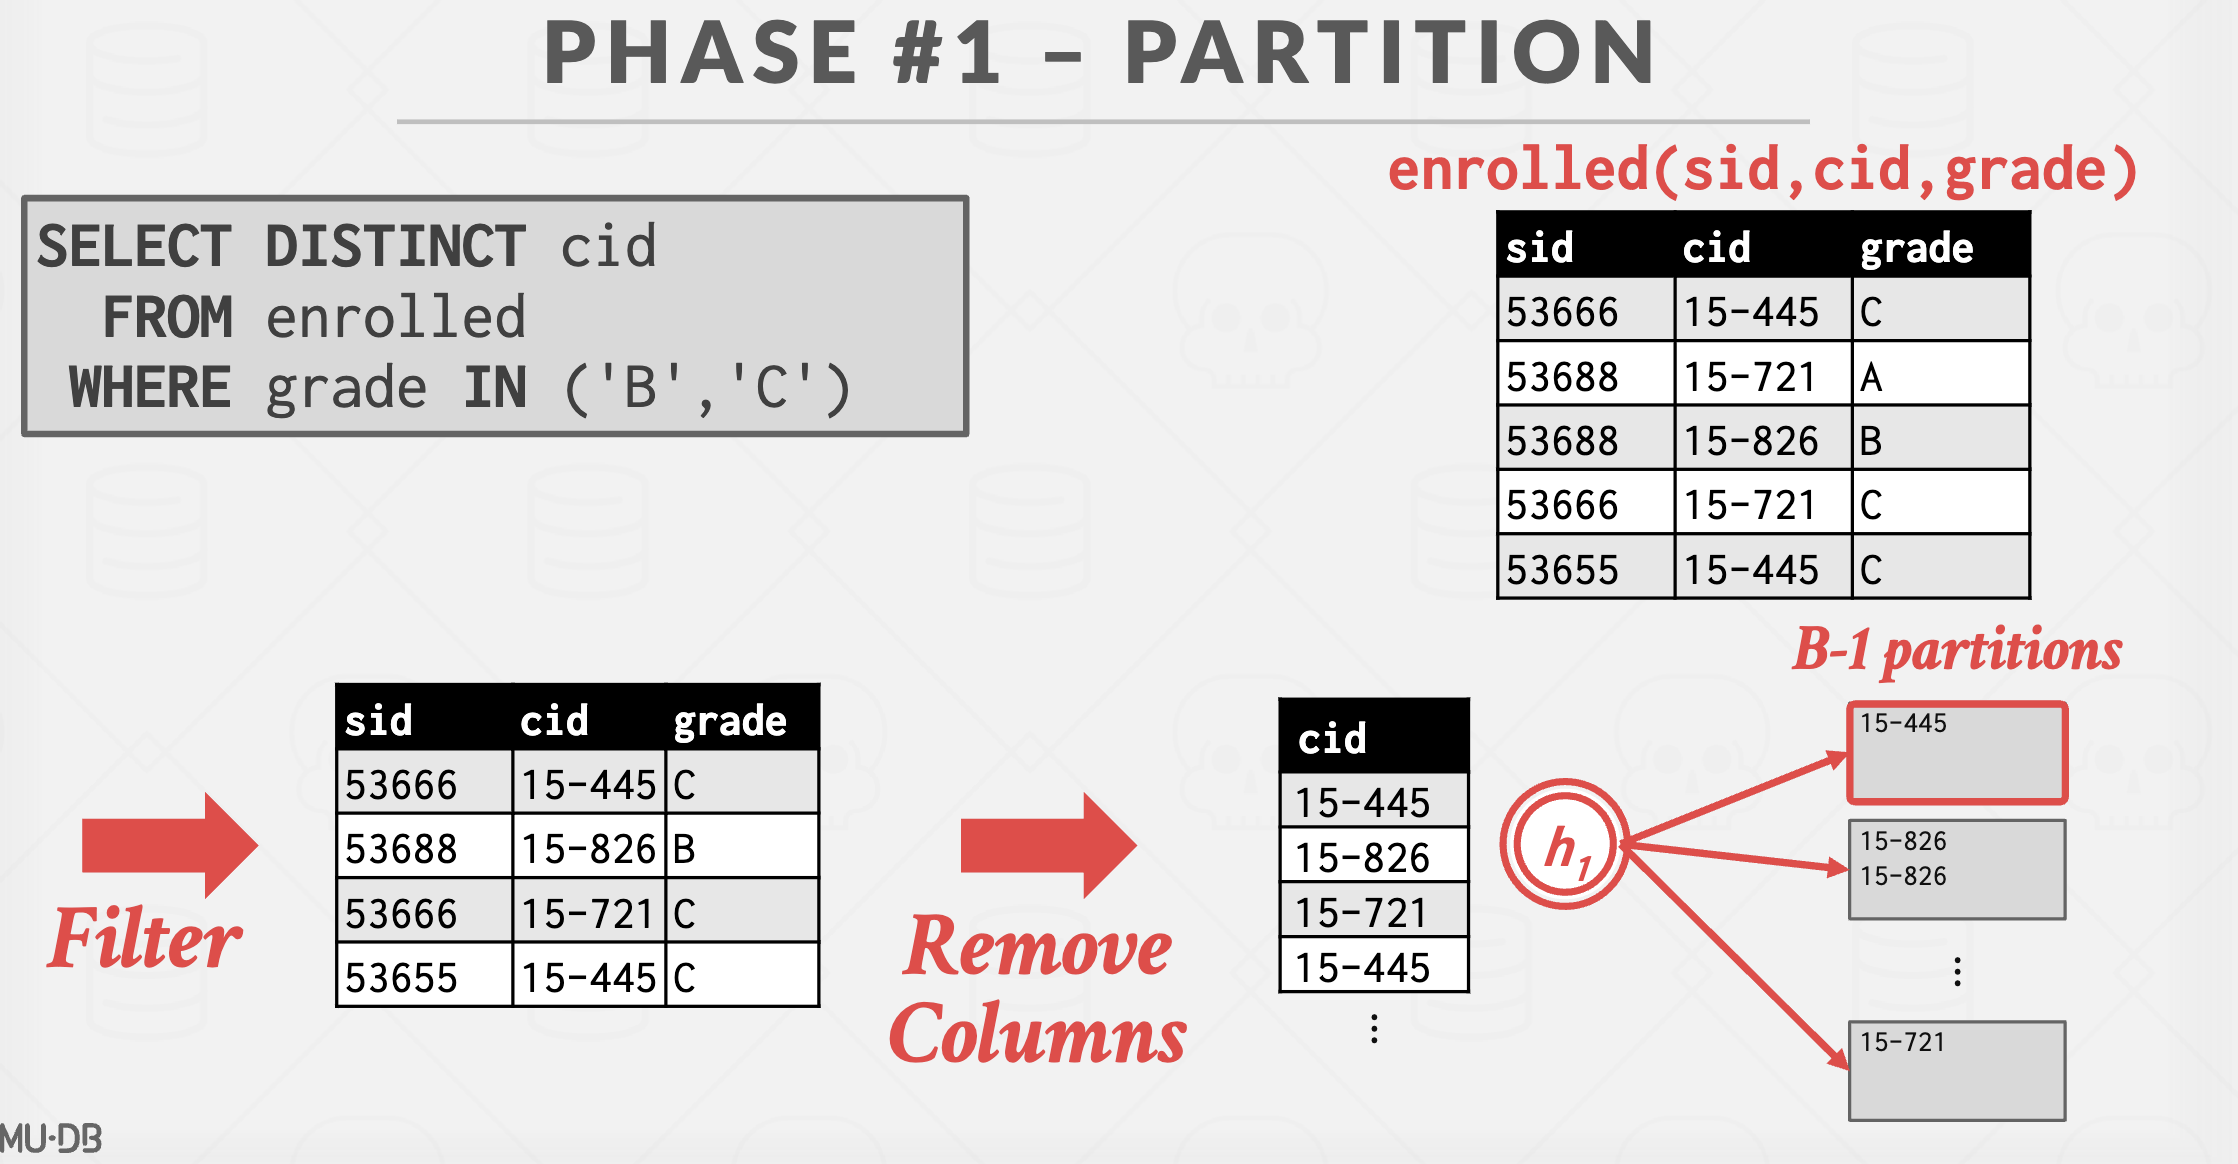 PHASE #1 – PARTITION
SELECT DISTINCT cid
FROM enrolled
WHERE grade IN ('B','C')
enrolled(sid,cid,grade)
sid cid grade
53666 15-445 C
53688 15-721 A
53688 15-826 B
53666 15-721 C
53655 15-445 C
Filter
sid cid grade
53666 15-445 C
53688 15-826 B
53666 15-721 C
53655 15-445 C
Remove
Columns
cid
15-445
15-826
15-721
15-445
⋮
h₁
B-1 partitions
15-445
15-826
15-826
⋮
15-721
MU·DB